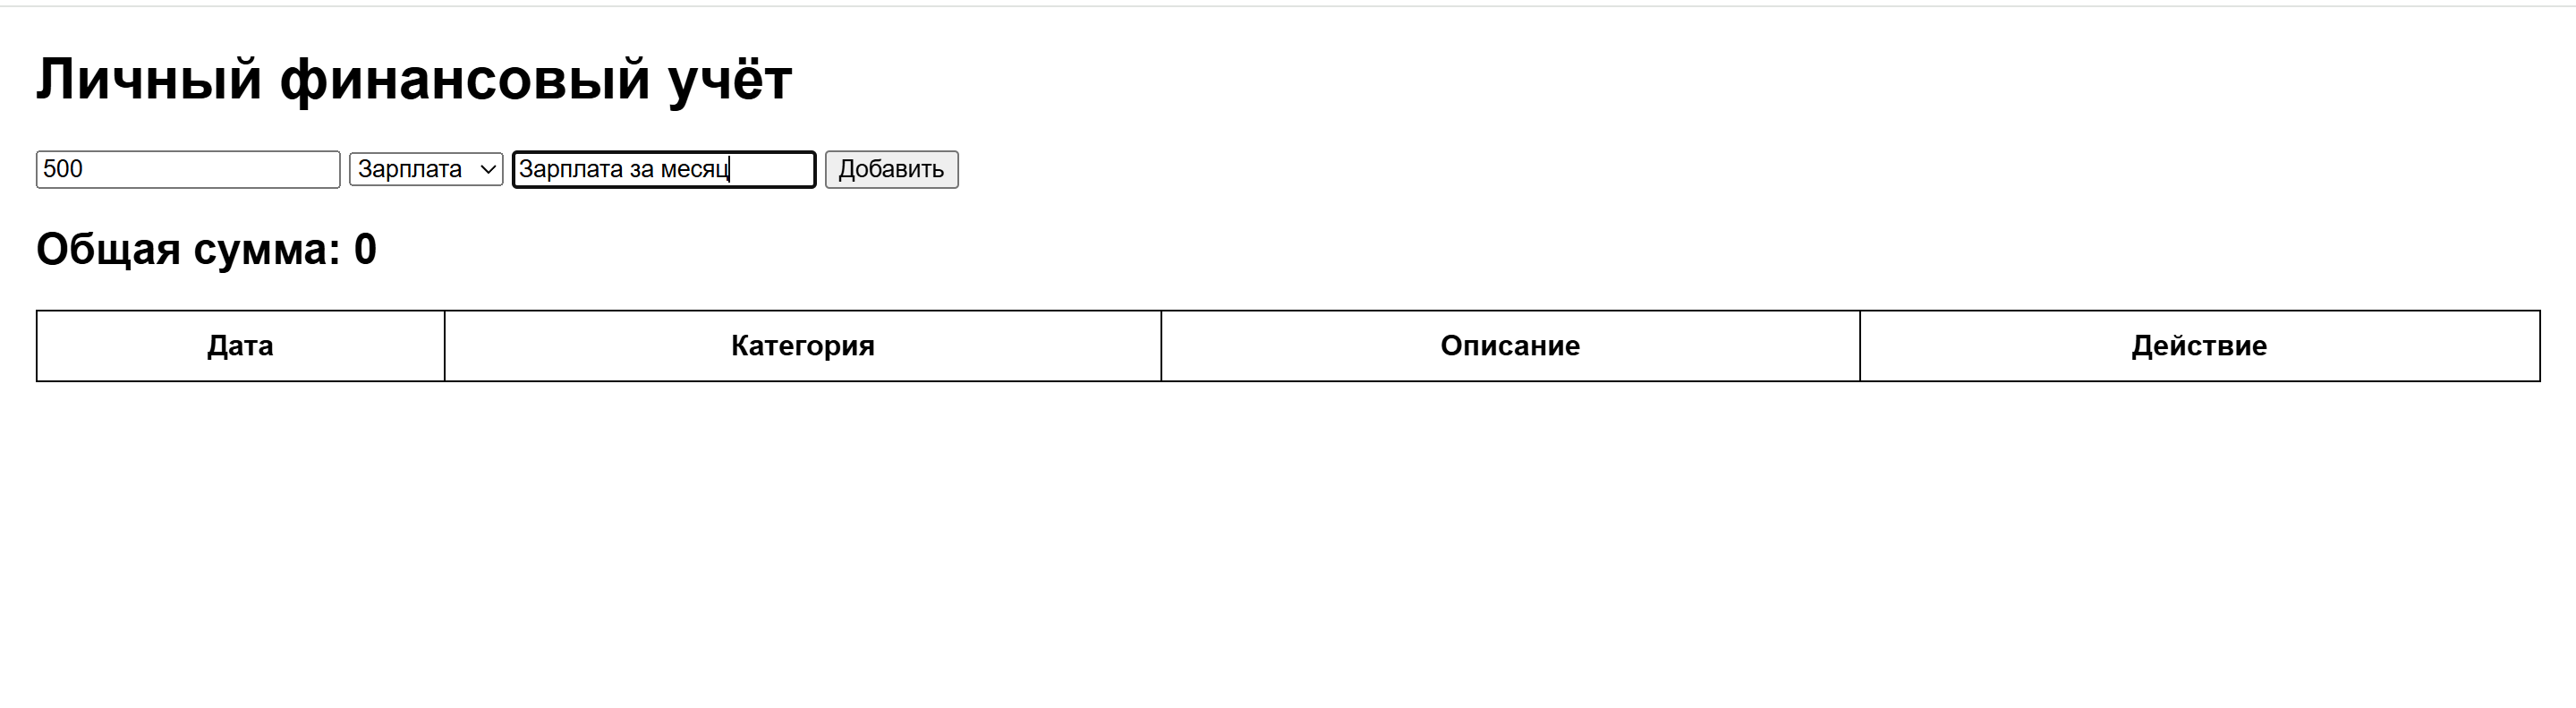 Личный финансовый учёт
500 Зарплата Зарплата за месяц Добавить
Общая сумма: 0
Дата Категория Описание Действие